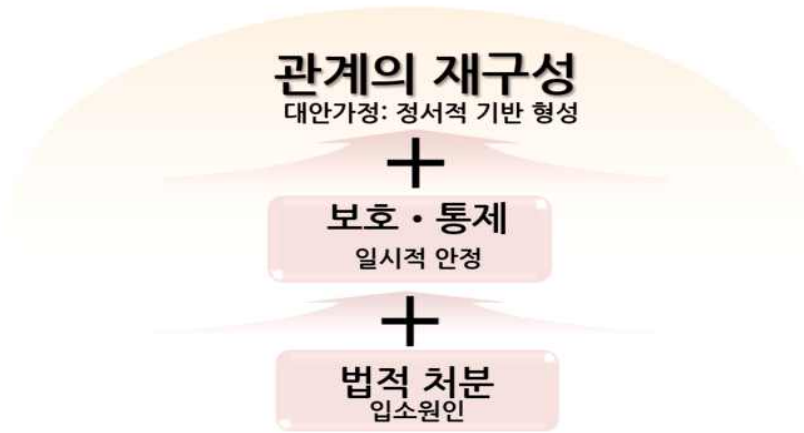 관계의 재구성
대안가정: 정서적 기반 형성
+
보호・통제
일시적 안정
+
법적 처분
입소원인